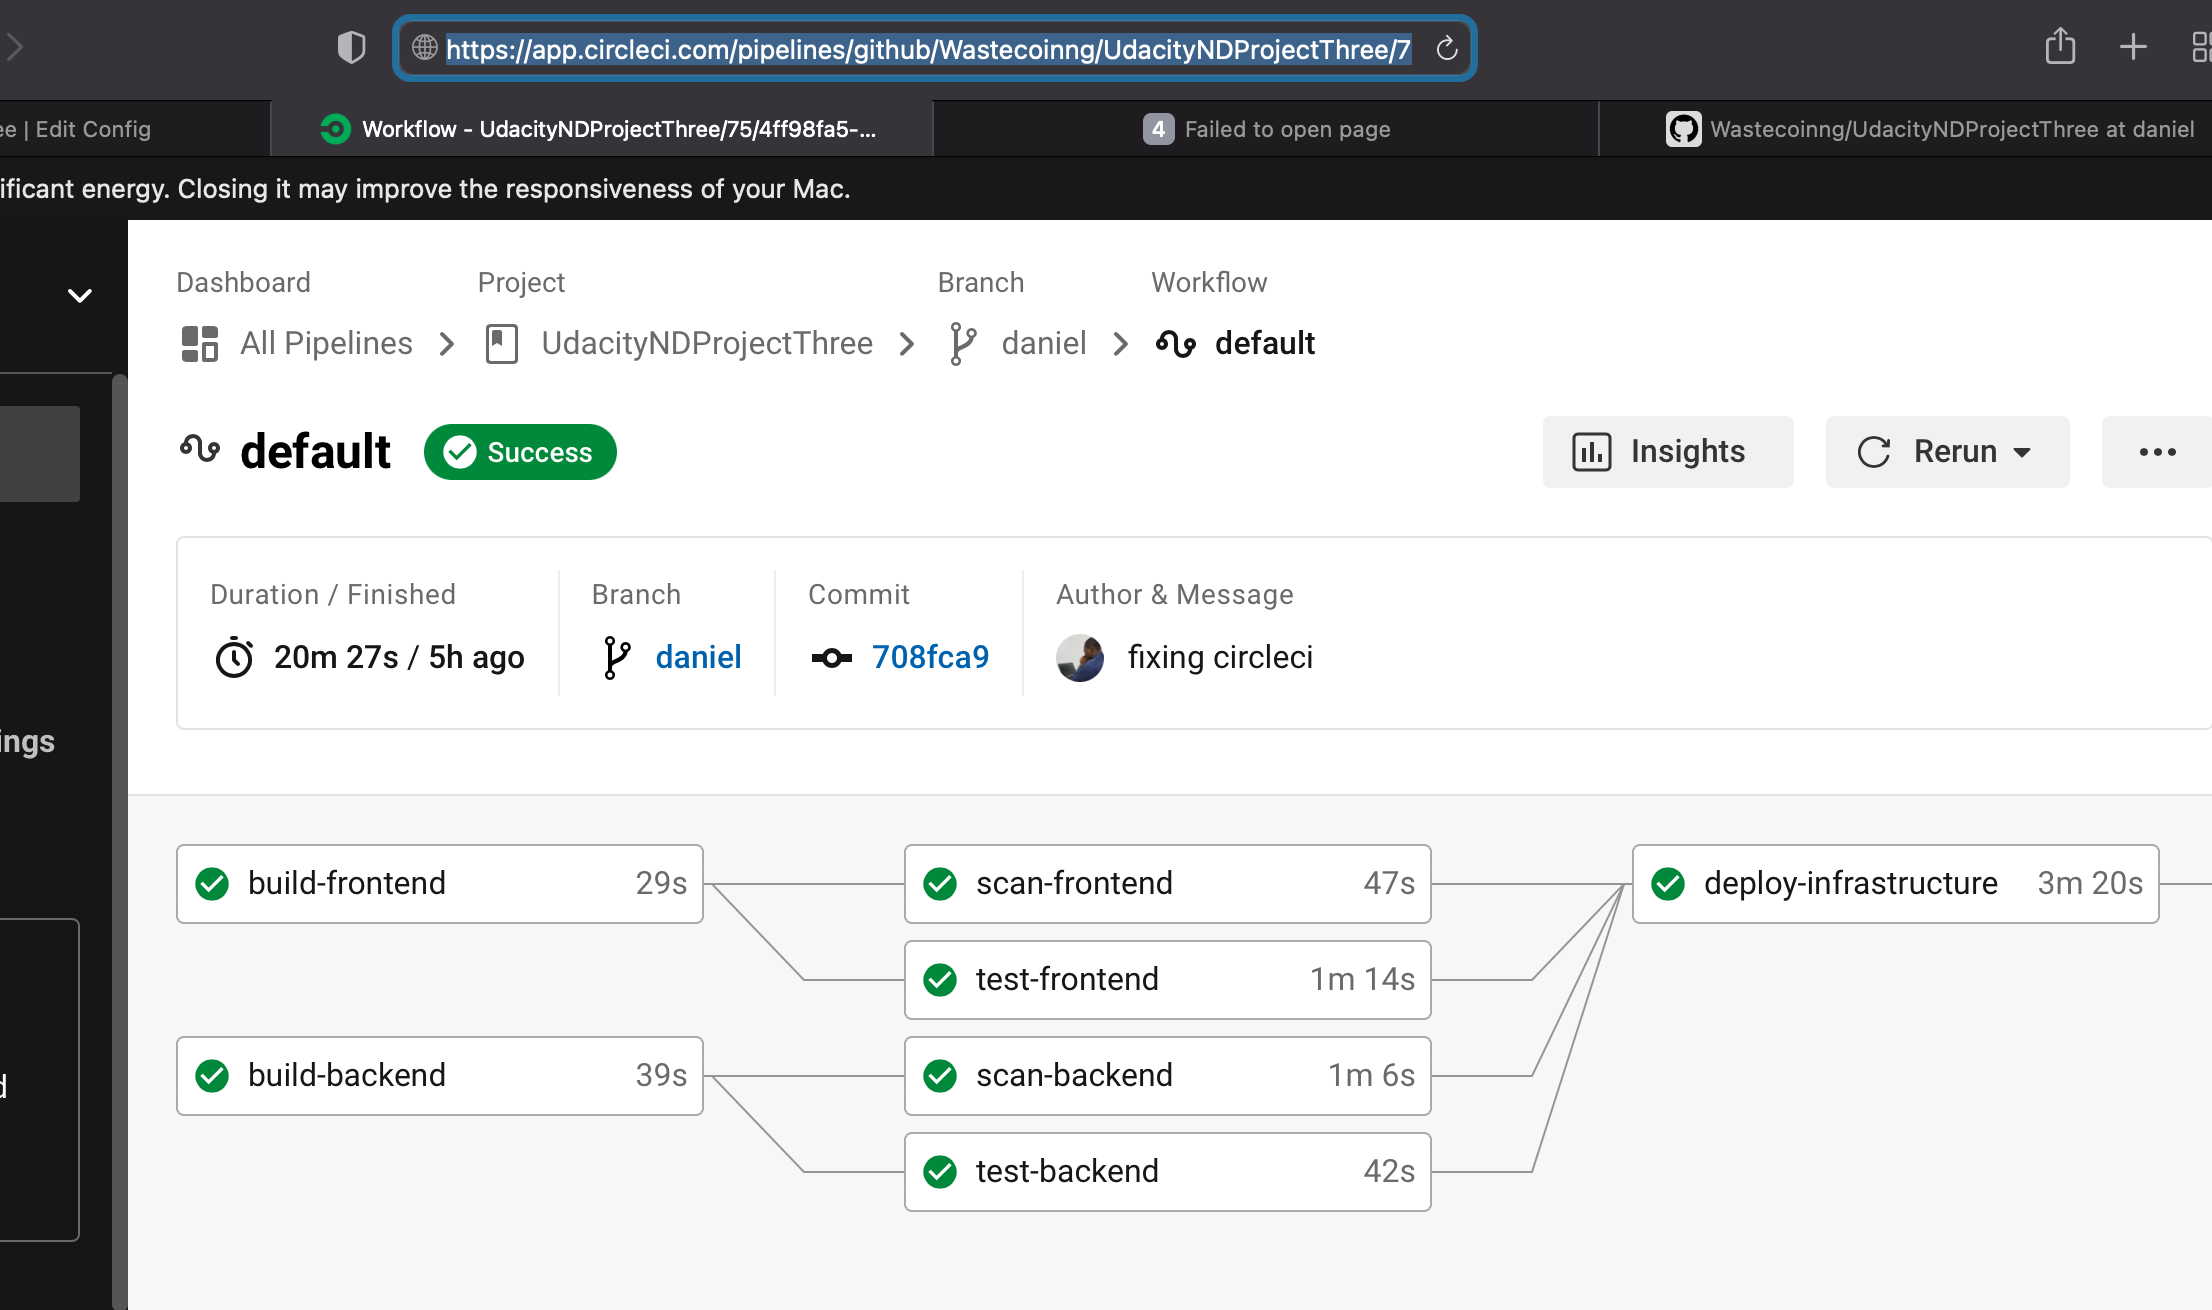 https://app.circleci.com/pipelines/github/Wastecoinng/UdacityNDProjectThree/7
ee | Edit Config
Workflow - UdacityNDProjectThree/75/4ff98fa5-...
4 Failed to open page
Wastecoinng/UdacityNDProjectThree at daniel
ificant energy. Closing it may improve the responsiveness of your Mac.
Dashboard Project Branch Workflow
All Pipelines UdacityNDProjectThree daniel default
default Success Insights Rerun
Duration / Finished Branch Commit Author & Message
20m 27s / 5h ago daniel 708fca9 fixing circleci
ings
build-frontend 29s scan-frontend 47s deploy-infrastructure 3m 20s
test-frontend 1m 14s
build-backend 39s scan-backend 1m 6s
d
test-backend 42s